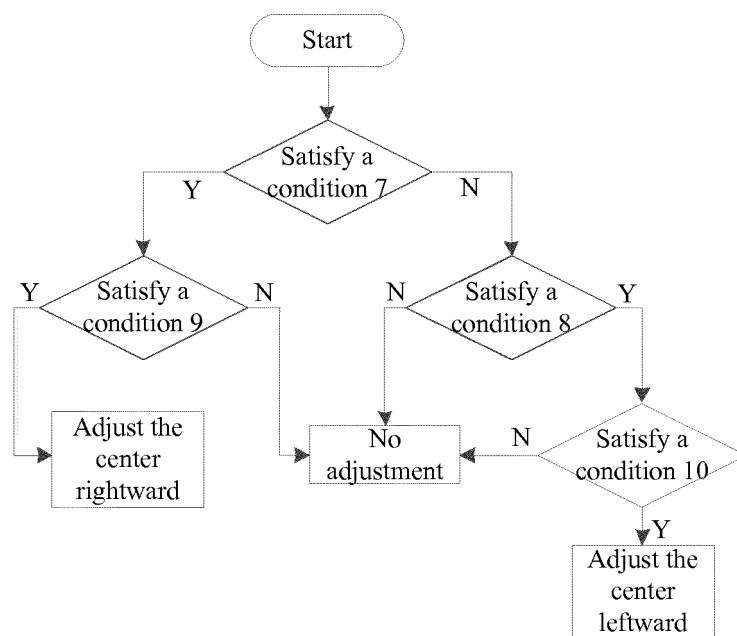 Start
Satisfy a
condition 7
Y
N
Y
Satisfy a
condition 9
N
N
Satisfy a
condition 8
Y
Adjust the
center
rightward
No
adjustment
N
Satisfy a
condition 10
Y
Adjust the
center
leftward